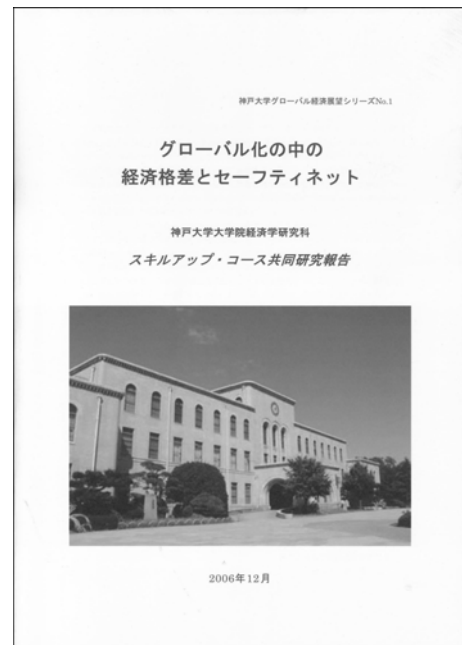 神戸大学グローバル経済展望シリーズNo.1
グローバル化の中の
経済格差とセーフティネット
神戸大学大学院経済学研究科
スキルアップ・コース共同研究報告
2006年12月